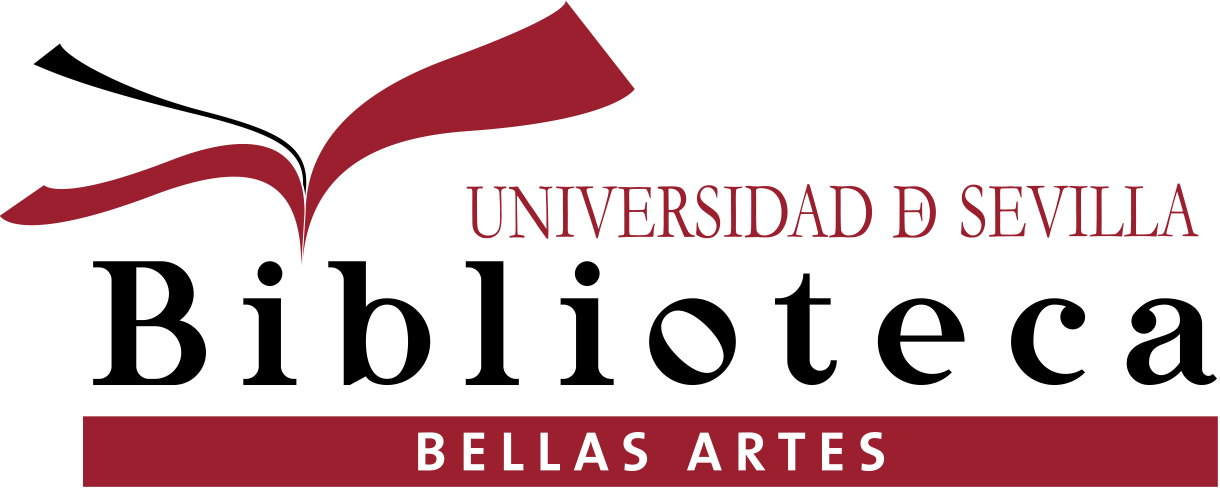 UNIVERSIDAD DE SEVILLA
Biblioteca
BELLAS ARTES